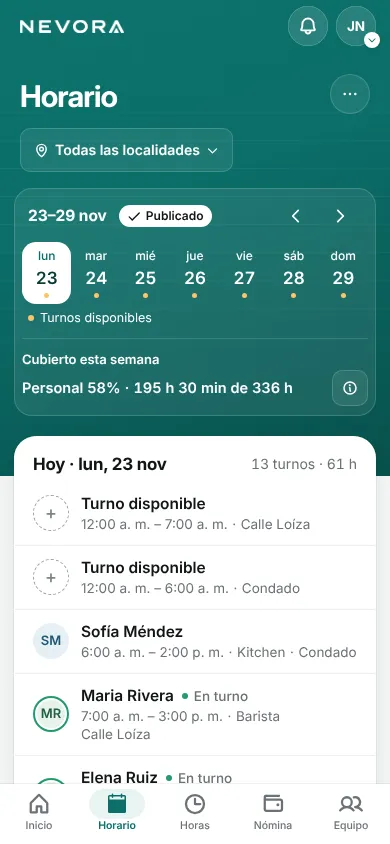 NEVORA
JN
Horario
Todas las localidades
23–29 nov
Publicado
lun mar mié jue vie sáb dom
23 24 25 26 27 28 29
Turnos disponibles
Cubierto esta semana
Personal 58% · 195 h 30 min de 336 h
Hoy · lun, 23 nov
13 turnos · 61 h
Turno disponible
12:00 a. m. – 7:00 a. m. · Calle Loíza
Turno disponible
12:00 a. m. – 6:00 a. m. · Condado
SM
Sofía Méndez
6:00 a. m. – 2:00 p. m. · Kitchen · Condado
MR
Maria Rivera
En turno
7:00 a. m. – 3:00 p. m. · Barista
Calle Loíza
Elena Ruiz
En turno
Inicio
Horario
Horas
Nómina
Equipo